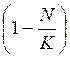 (1 - N/K)